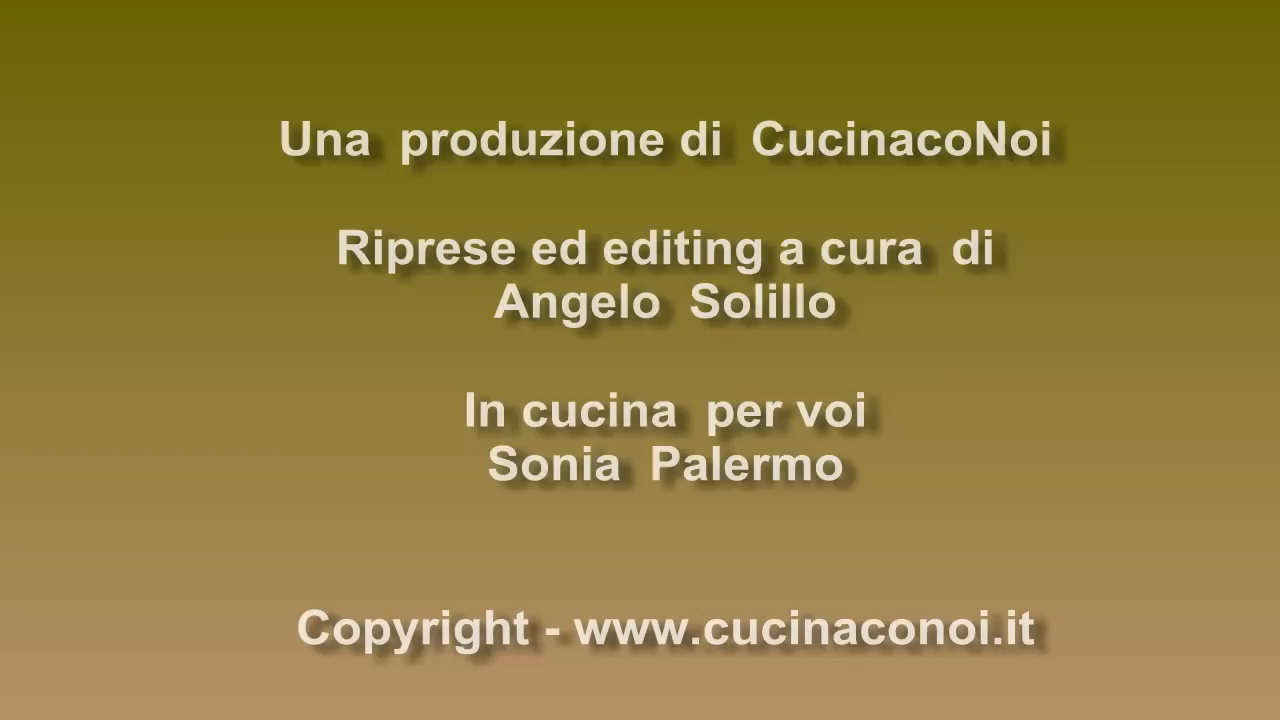 Una produzione di CucinacoNoi
Riprese ed editing a cura di
Angelo Solillo
In cucina per voi
Sonia Palermo
Copyright - www.cucinaconoi.it